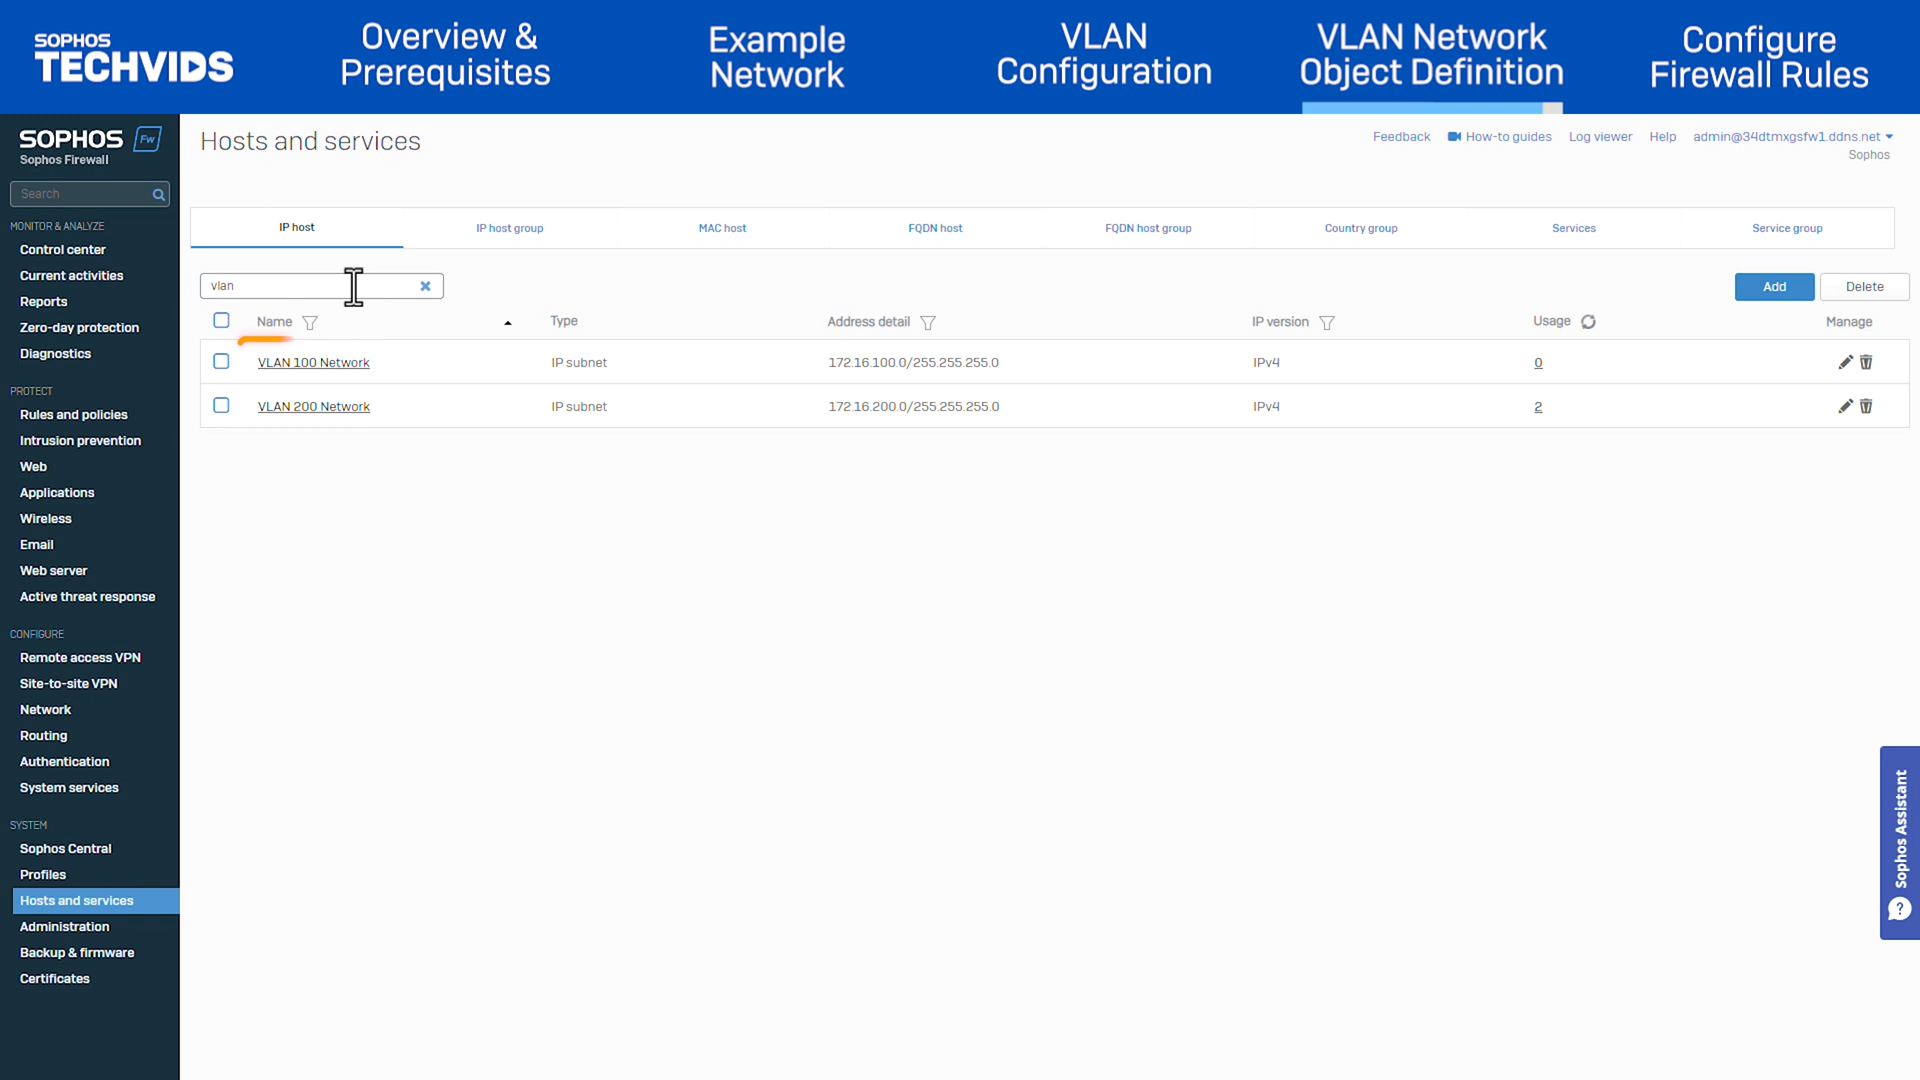 SOPHOS
TECHVIDS
Overview &
Prerequisites
Example
Network
VLAN
Configuration
VLAN Network
Object Definition
Configure
Firewall Rules
SOPHOS Fw
Sophos Firewall
Search
MONITOR & ANALYZE
Control center
Current activities
Reports
Zero-day protection
Diagnostics
PROTECT
Rules and policies
Intrusion prevention
Web
Applications
Wireless
Email
Web server
Active threat response
CONFIGURE
Remote access VPN
Site-to-site VPN
Network
Routing
Authentication
System services
SYSTEM
Sophos Central
Profiles
Hosts and services
Administration
Backup & firmware
Certificates
Hosts and services
Feedback How-to guides Log viewer Help admin@34dtmxgsfw1.ddns.net
Sophos
IP host IP host group MAC host FQDN host FQDN host group Country group Services Service group
vlan
Add Delete
Name Type Address detail IP version Usage Manage
VLAN 100 Network IP subnet 172.16.100.0/255.255.255.0 IPv4 0
VLAN 200 Network IP subnet 172.16.200.0/255.255.255.0 IPv4 2
Sophos Assistant
?